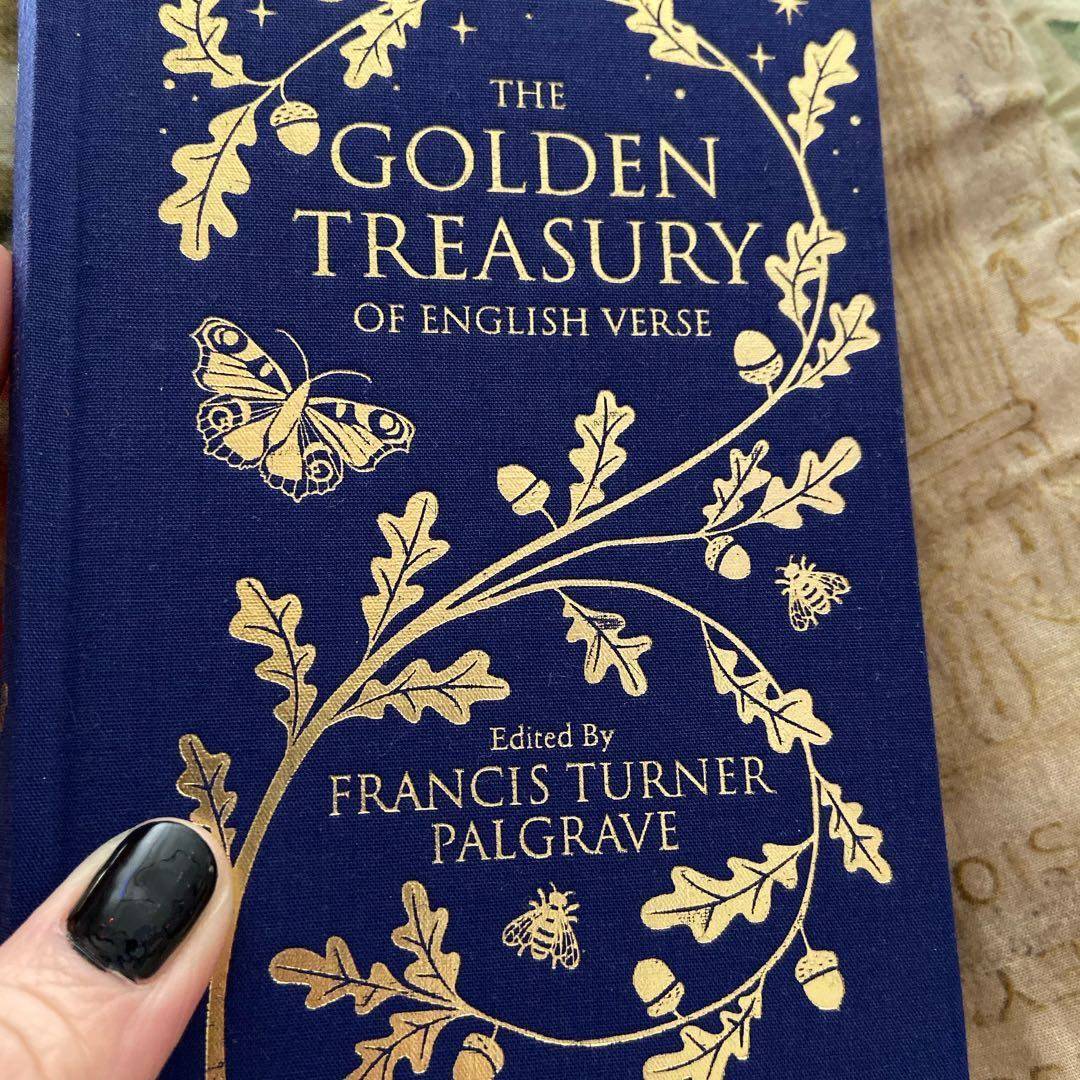 THE
GOLDEN
TREASURY
OF ENGLISH VERSE
Edited By
FRANCIS TURNER
PALGRAVE